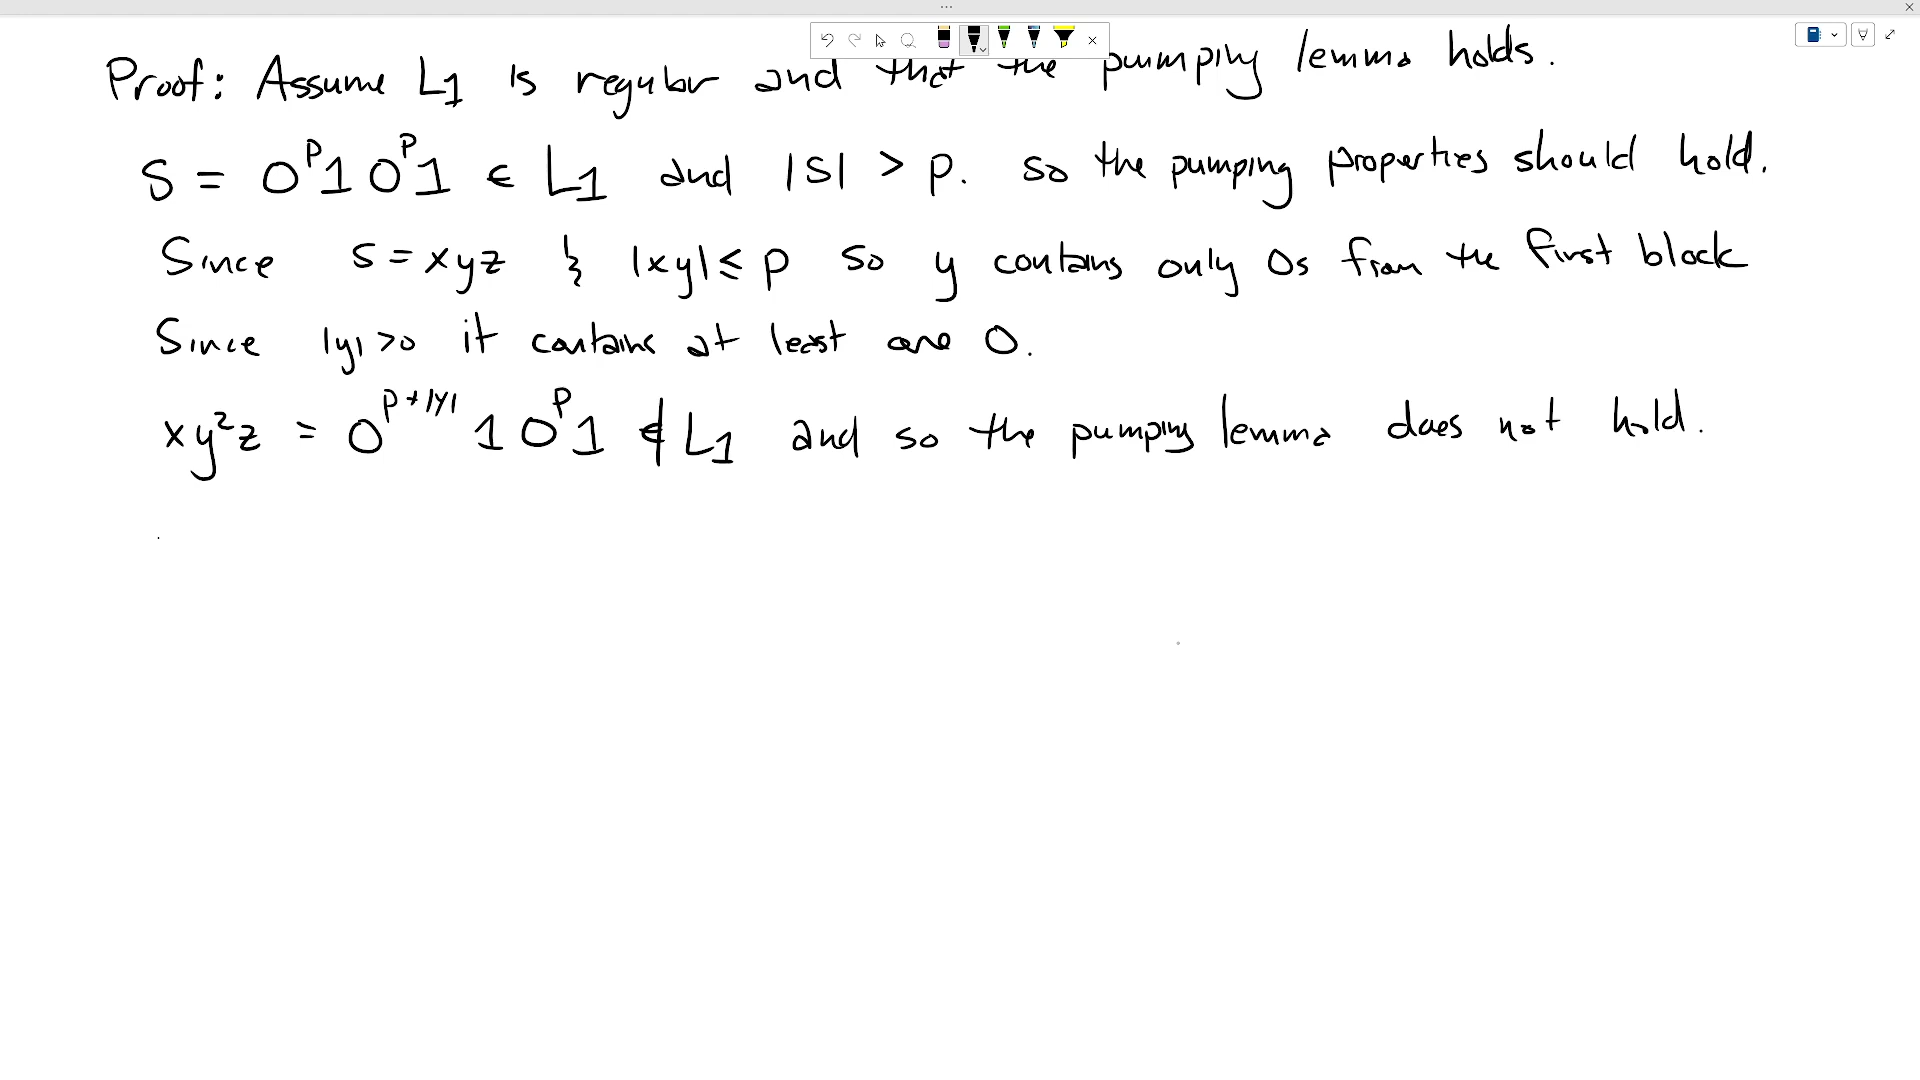 Proof: Assume L1 is regular and that the pumping lemma holds.
S = 0^p 1 0^p 1 ∈ L1 and |S| > p. so the pumping properties should hold.
Since s = xyz & |xy| ≤ p so y contains only 0s from the first block
Since |y| > 0 it contains at least one 0.
xy²z = 0^(p+|y|) 1 0^p 1 ∉ L1 and so the pumping lemma does not hold.